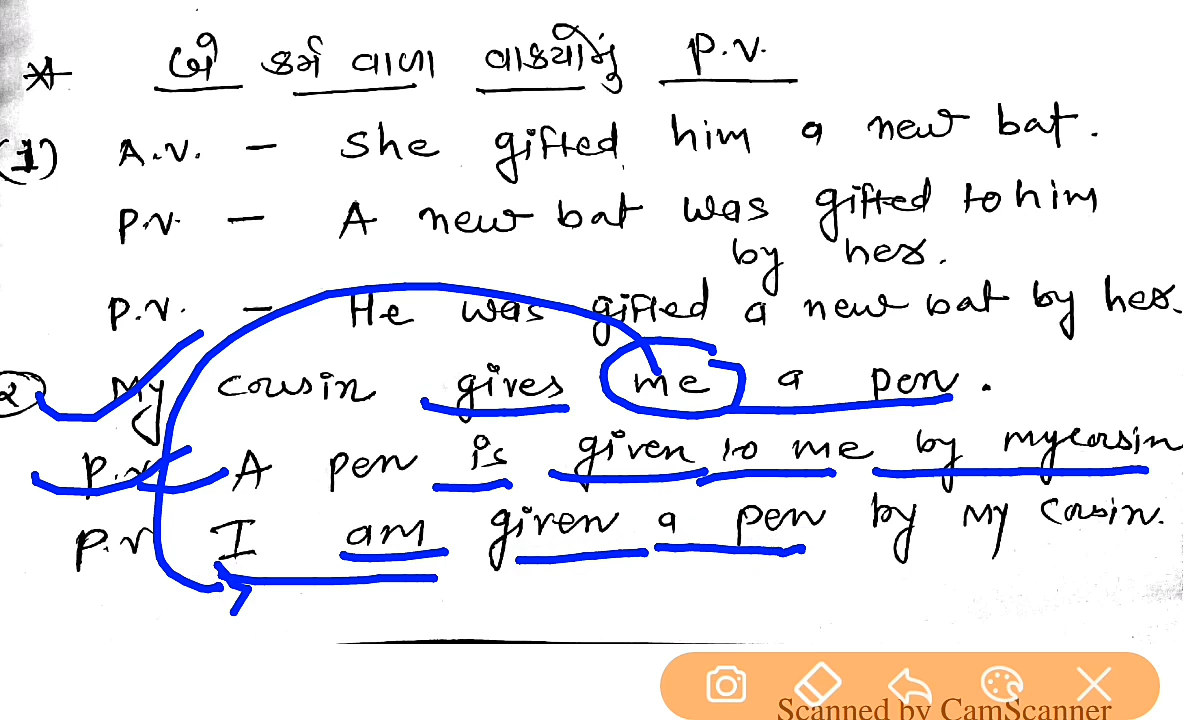 * બે કર્મ વાળા વાક્યોનું P.V.
(1) A.V. - She gifted him a new bat.
P.V. - A new bat was gifted to him
by her.
P.V. - He was gifted a new bat by her.
2 My cousin gives me a pen.
P.V A pen is given to me by my cousin
P.V I am given a pen by my cousin.
Scanned by CamScanner